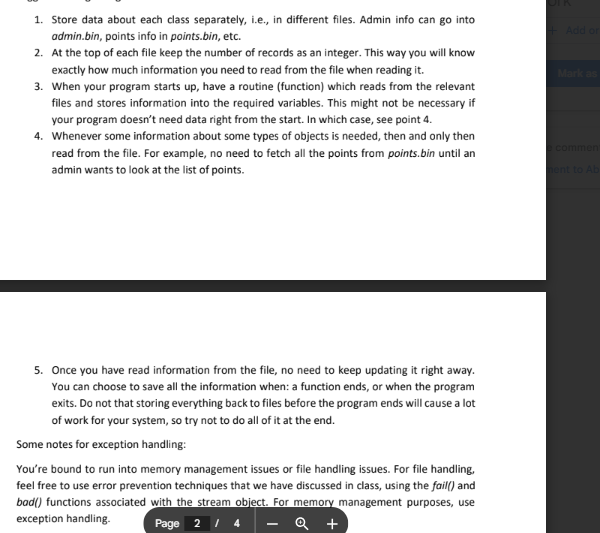 1. Store data about each class separately, i.e., in different files. Admin info can go into
admin.bin, points info in points.bin, etc.
2. At the top of each file keep the number of records as an integer. This way you will know
exactly how much information you need to read from the file when reading it.
3. When your program starts up, have a routine (function) which reads from the relevant
files and stores information into the required variables. This might not be necessary if
your program doesn't need data right from the start. In which case, see point 4.
4. Whenever some information about some types of objects is needed, then and only then
read from the file. For example, no need to fetch all the points from points.bin until an
admin wants to look at the list of points.
+ Add or
Mark as
commen
ment to Ab
5. Once you have read information from the file, no need to keep updating it right away.
You can choose to save all the information when: a function ends, or when the program
exits. Do not that storing everything back to files before the program ends will cause a lot
of work for your system, so try not to do all of it at the end.
Some notes for exception handling:
You're bound to run into memory management issues or file handling issues. For file handling,
feel free to use error prevention techniques that we have discussed in class, using the fail() and
bad() functions associated with the stream object. For memory management purposes, use
exception handling.
Page 2 / 4 − +